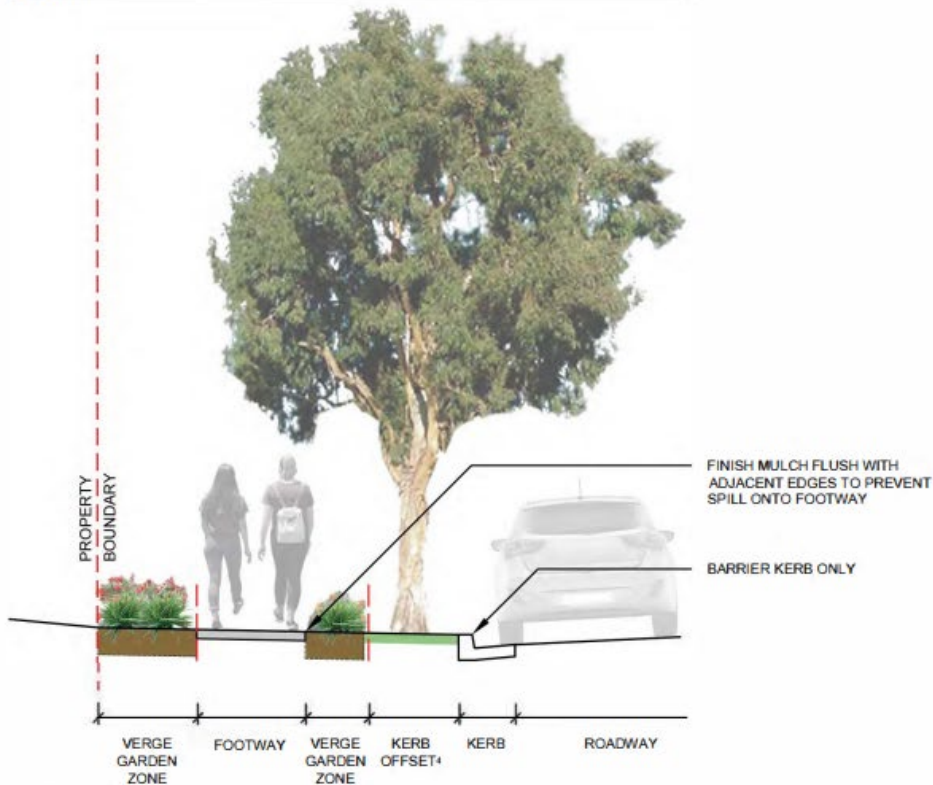 PROPERTY
BOUNDARY
FINISH MULCH FLUSH WITH
ADJACENT EDGES TO PREVENT
SPILL ONTO FOOTWAY
BARRIER KERB ONLY
VERGE
GARDEN
ZONE
FOOTWAY
VERGE
GARDEN
ZONE
KERB
OFFSET⁴
KERB
ROADWAY